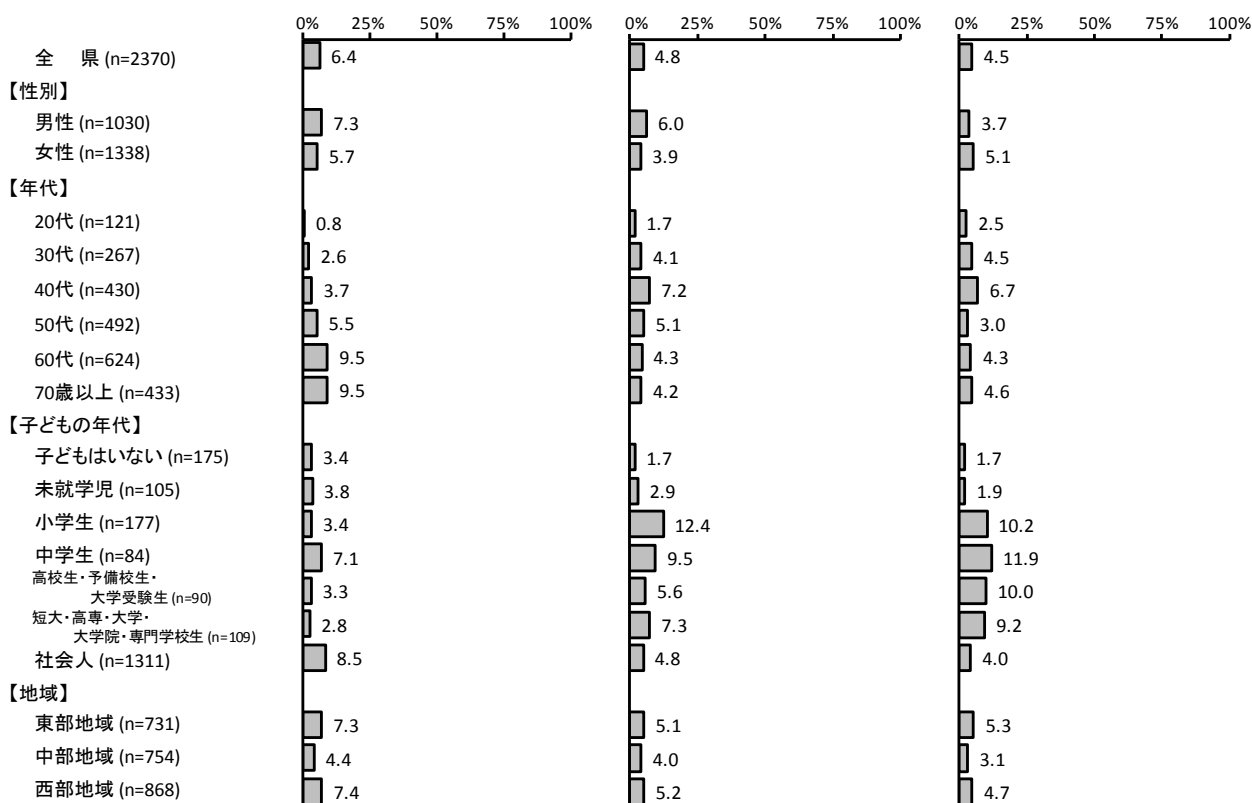 0% 25% 50% 75% 100% 0% 25% 50% 75% 100% 0% 25% 50% 75% 100%
全　県 (n=2370) 6.4 4.8 4.5
【性別】
男性 (n=1030) 7.3 6.0 3.7
女性 (n=1338) 5.7 3.9 5.1
【年代】
20代 (n=121) 0.8 1.7 2.5
30代 (n=267) 2.6 4.1 4.5
40代 (n=430) 3.7 7.2 6.7
50代 (n=492) 5.5 5.1 3.0
60代 (n=624) 9.5 4.3 4.3
70歳以上 (n=433) 9.5 4.2 4.6
【子どもの年代】
子どもはいない (n=175) 3.4 1.7 1.7
未就学児 (n=105) 3.8 2.9 1.9
小学生 (n=177) 3.4 12.4 10.2
中学生 (n=84) 7.1 9.5 11.9
高校生・予備校生・
大学受験生 (n=90) 3.3 5.6 10.0
短大・高専・大学・
大学院・専門学校生 (n=109) 2.8 7.3 9.2
社会人 (n=1311) 8.5 4.8 4.0
【地域】
東部地域 (n=731) 7.3 5.1 5.3
中部地域 (n=754) 4.4 4.0 3.1
西部地域 (n=868) 7.4 5.2 4.7